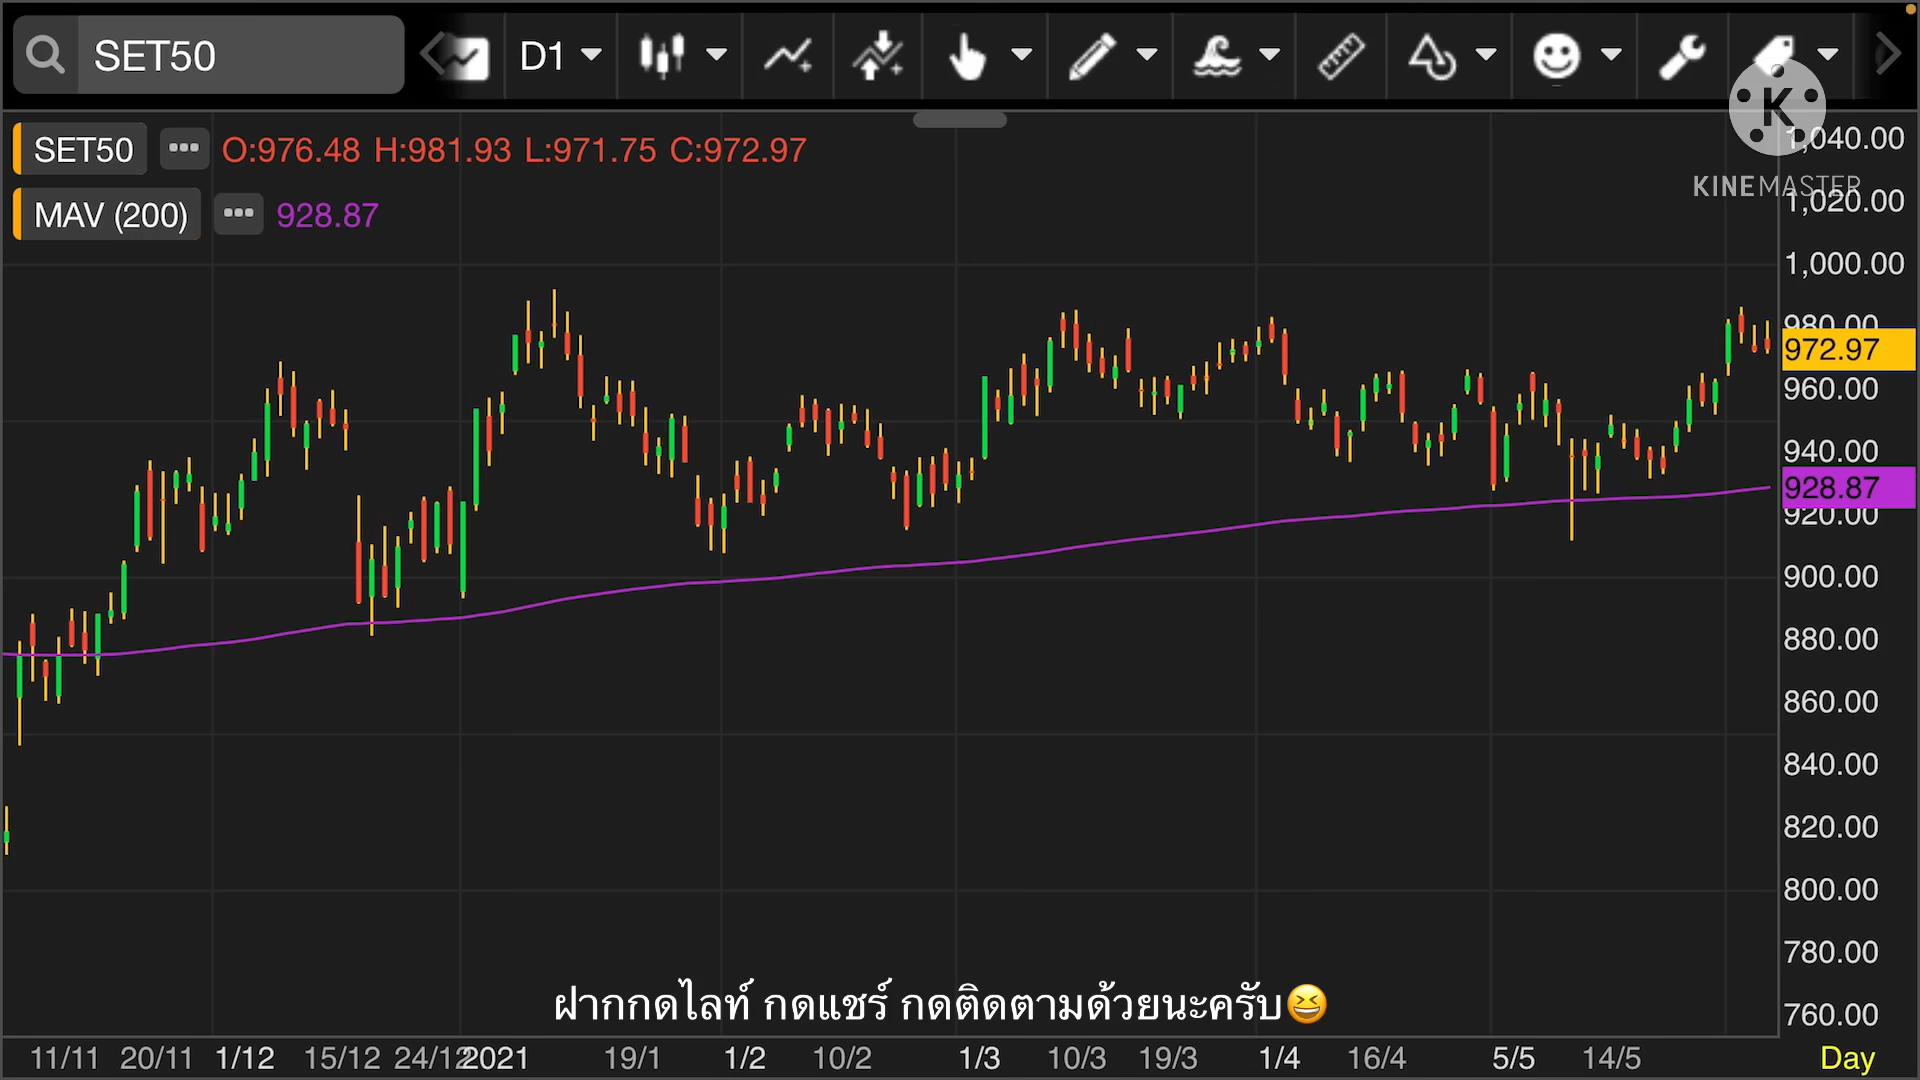 SET50 D1
SET50 ••• O:976.48 H:981.93 L:971.75 C:972.97
MAV (200) ••• 928.87
K
KINEMASTER
1,040.00
1,020.00
1,000.00
980.00
972.97
960.00
940.00
928.87
920.00
900.00
880.00
860.00
840.00
820.00
800.00
780.00
760.00
ฝากกดไลท์ กดแชร์ กดติดตามด้วยนะครับ😆
11/11 20/11 1/12 15/12 24/12 2021 19/1 1/2 10/2 1/3 10/3 19/3 1/4 16/4 5/5 14/5 Day